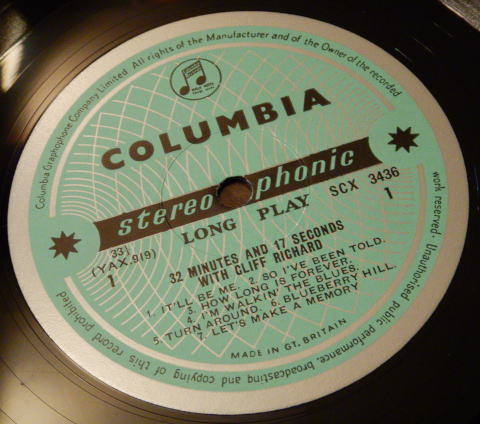 Columbia Graphophone Company Limited. All rights of the Manufacturer and of the Owner of the recorded work reserved. Unauthorised public performance, broadcasting and copying of this record prohibited
COLUMBIA
stereo phonic
LONG PLAY
SCX 3436
33⅓
(YAX.919)
1
1
32 MINUTES AND 17 SECONDS
WITH CLIFF RICHARD
1. IT'LL BE ME. 2. SO I'VE BEEN TOLD.
3. HOW LONG IS FOREVER.
4. I'M WALKIN' THE BLUES.
5. TURN AROUND. 6. BLUEBERRY HILL.
7. LET'S MAKE A MEMORY
MADE IN GT. BRITAIN